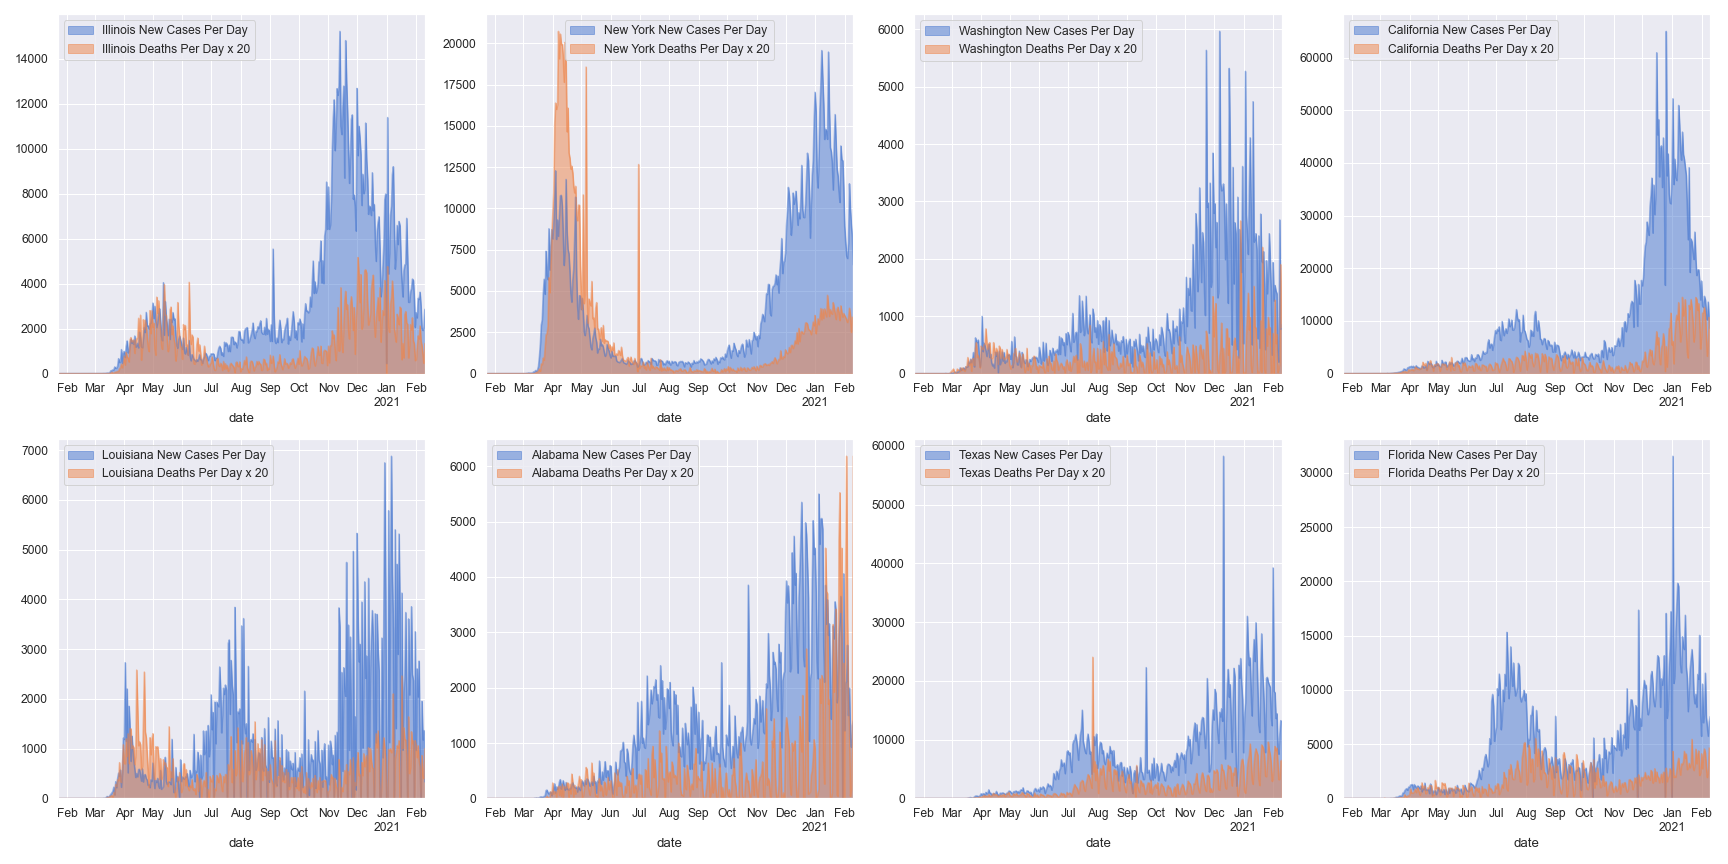 Illinois New Cases Per Day
Illinois Deaths Per Day x 20
14000
12000
10000
8000
6000
4000
2000
0
Feb Mar Apr May Jun Jul Aug Sep Oct Nov Dec Jan Feb
2021
date
New York New Cases Per Day
New York Deaths Per Day x 20
20000
17500
15000
12500
10000
7500
5000
2500
0
Feb Mar Apr May Jun Jul Aug Sep Oct Nov Dec Jan Feb
2021
date
Washington New Cases Per Day
Washington Deaths Per Day x 20
6000
5000
4000
3000
2000
1000
0
Feb Mar Apr May Jun Jul Aug Sep Oct Nov Dec Jan Feb
2021
date
California New Cases Per Day
California Deaths Per Day x 20
60000
50000
40000
30000
20000
10000
0
Feb Mar Apr May Jun Jul Aug Sep Oct Nov Dec Jan Feb
2021
date
Louisiana New Cases Per Day
Louisiana Deaths Per Day x 20
7000
6000
5000
4000
3000
2000
1000
0
Feb Mar Apr May Jun Jul Aug Sep Oct Nov Dec Jan Feb
2021
date
Alabama New Cases Per Day
Alabama Deaths Per Day x 20
6000
5000
4000
3000
2000
1000
0
Feb Mar Apr May Jun Jul Aug Sep Oct Nov Dec Jan Feb
2021
date
Texas New Cases Per Day
Texas Deaths Per Day x 20
60000
50000
40000
30000
20000
10000
0
Feb Mar Apr May Jun Jul Aug Sep Oct Nov Dec Jan Feb
2021
date
Florida New Cases Per Day
Florida Deaths Per Day x 20
30000
25000
20000
15000
10000
5000
0
Feb Mar Apr May Jun Jul Aug Sep Oct Nov Dec Jan Feb
2021
date